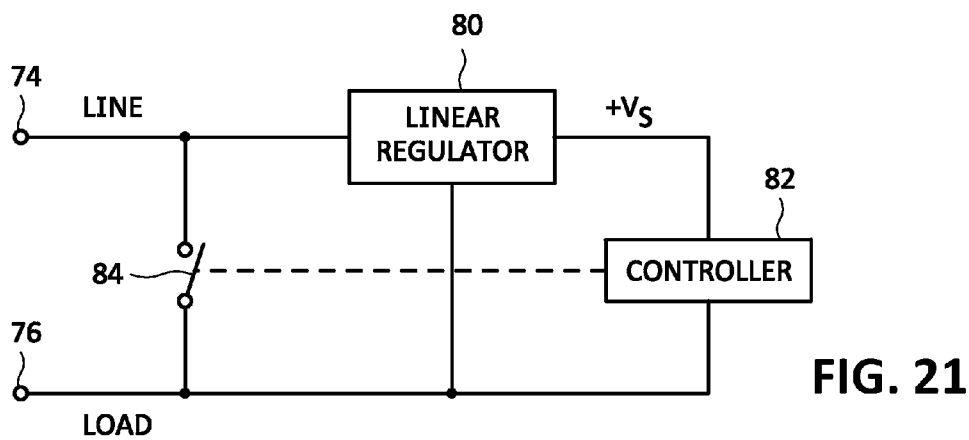 80
74
LINE
LINEAR
REGULATOR
+VS
82
84
CONTROLLER
76
LOAD
FIG. 21